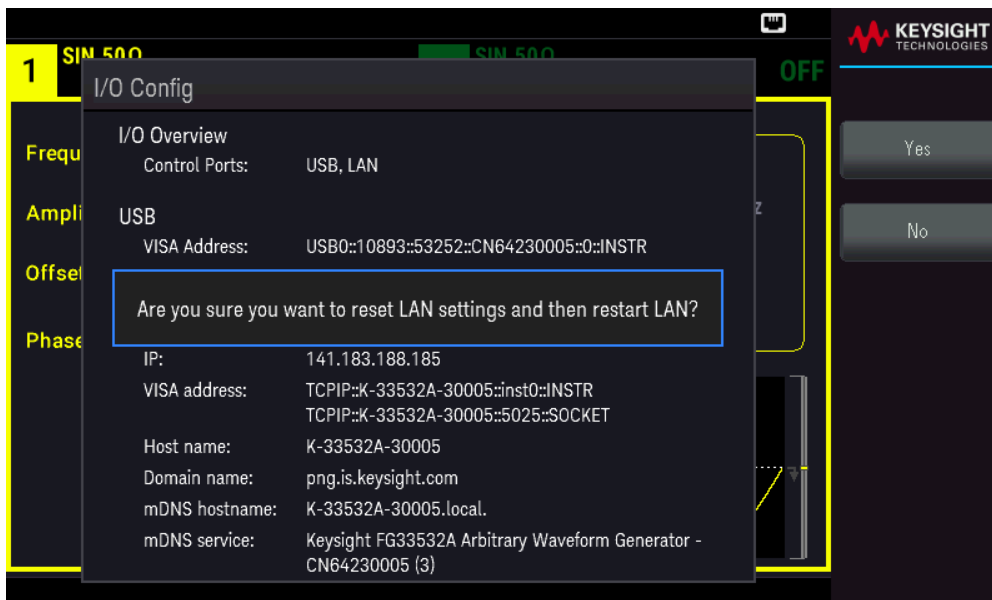 KEYSIGHT
TECHNOLOGIES
1
SIN 50Ω
SIN 50Ω
OFF
I/O Config
I/O Overview
Control Ports: USB, LAN
USB
VISA Address: USB0::10893::53252::CN64230005::0::INSTR
Are you sure you want to reset LAN settings and then restart LAN?
IP: 141.183.188.185
VISA address: TCPIP::K-33532A-30005::inst0::INSTR
TCPIP::K-33532A-30005::5025::SOCKET
Host name: K-33532A-30005
Domain name: png.is.keysight.com
mDNS hostname: K-33532A-30005.local.
mDNS service: Keysight FG33532A Arbitrary Waveform Generator -
CN64230005 (3)
Frequ
Ampli
z
Offset
Phase
Yes
No